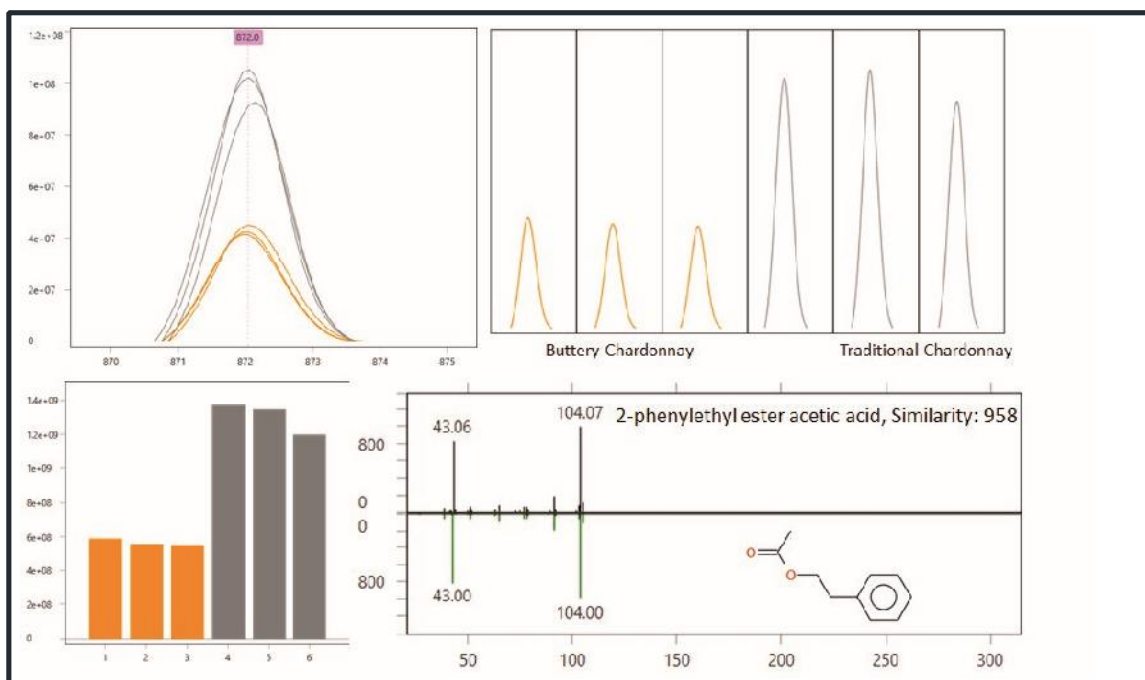 1.2e+08
872.0
1e+08
8e+07
6e+07
4e+07
2e+07
0
870 871 872 873 874 875
Buttery Chardonnay
Traditional Chardonnay
1.4e+09
1.2e+09
1e+09
8e+08
6e+08
4e+08
2e+08
0
1 2 3 4 5 6
2-phenylethyl ester acetic acid, Similarity: 958
104.07
43.06
800
0
0
800
43.00
104.00
O
O
50 100 150 200 250 300